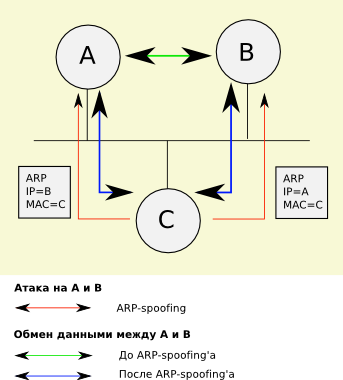 A
B
ARP
IP=B
MAC=C
ARP
IP=A
MAC=C
C
Атака на A и B
ARP-spoofing
Обмен данными между A и B
До ARP-spoofing'а
После ARP-spoofing'а